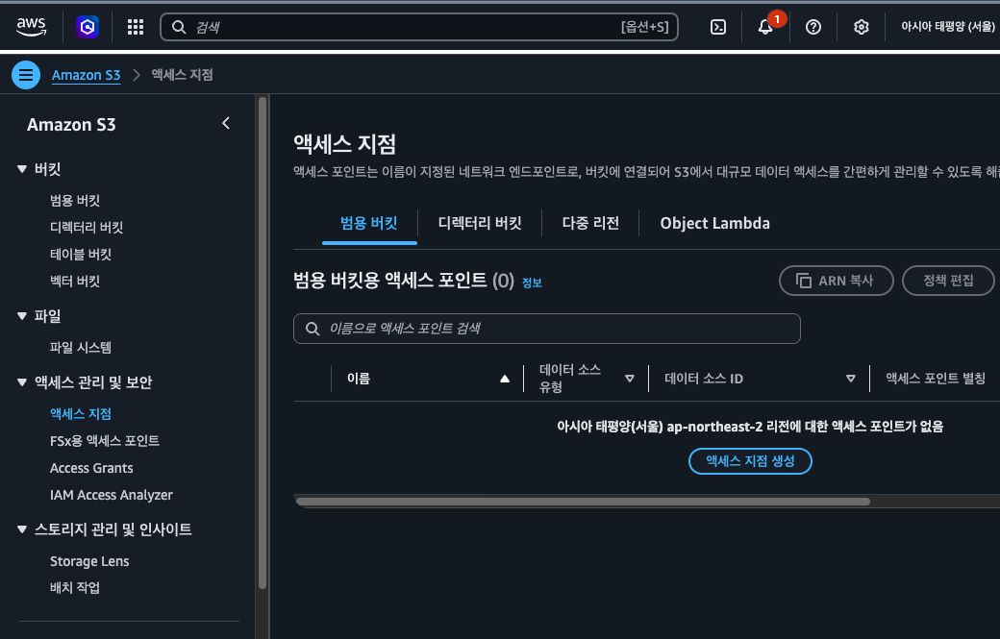 aws
검색
[옵션+S]
1
아시아 태평양 (서울)
Amazon S3
액세스 지점
Amazon S3
버킷
범용 버킷
디렉터리 버킷
테이블 버킷
벡터 버킷
파일
파일 시스템
액세스 관리 및 보안
액세스 지점
FSx용 액세스 포인트
Access Grants
IAM Access Analyzer
스토리지 관리 및 인사이트
Storage Lens
배치 작업
액세스 지점
액세스 포인트는 이름이 지정된 네트워크 엔드포인트로, 버킷에 연결되어 S3에서 대규모 데이터 액세스를 간편하게 관리할 수 있도록
범용 버킷
디렉터리 버킷
다중 리전
Object Lambda
범용 버킷용 액세스 포인트 (0) 정보
ARN 복사
정책 편집
이름으로 액세스 포인트 검색
이름
데이터 소스
유형
데이터 소스 ID
액세스 포인트 별칭
아시아 태평양(서울) ap-northeast-2 리전에 대한 액세스 포인트가 없음
액세스 지점 생성